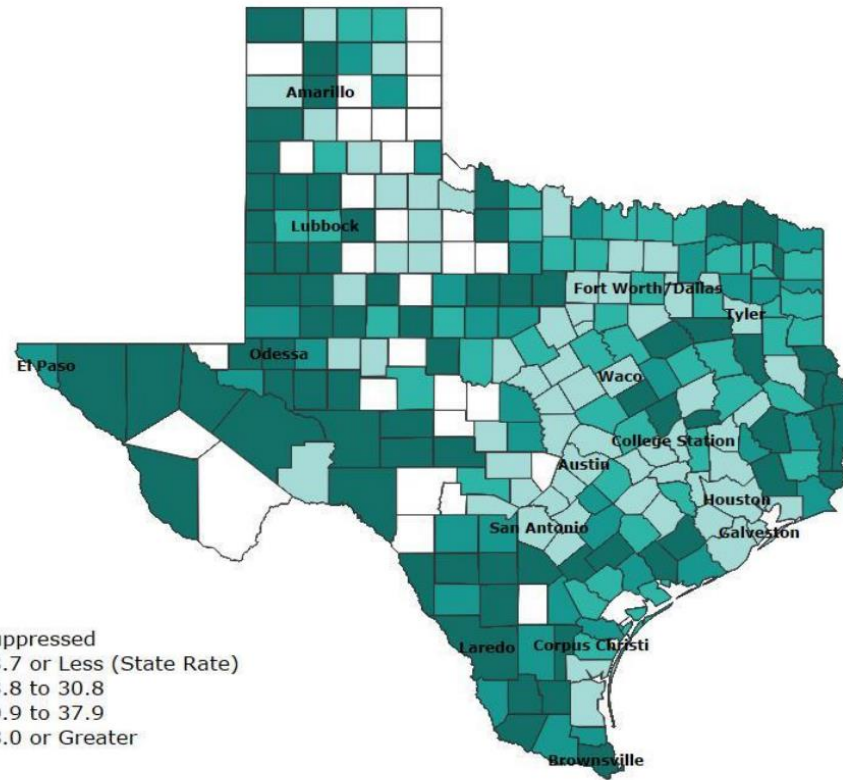 Amarillo
Lubbock
Fort Worth/Dallas
Tyler
El Paso
Odessa
Waco
College Station
Austin
Houston
San Antonio
Galveston
uppressed
.7 or Less (State Rate)
.8 to 30.8
.9 to 37.9
.0 or Greater
Laredo
Corpus Christi
Brownsville